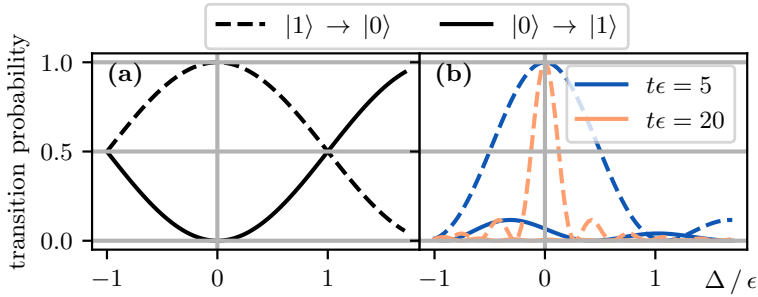 |1⟩ → |0⟩ |0⟩ → |1⟩
transition probability
1.0
0.5
0.0
(a)
−1 0 1
(b)
tϵ = 5
tϵ = 20
−1 0 1 Δ / ϵ